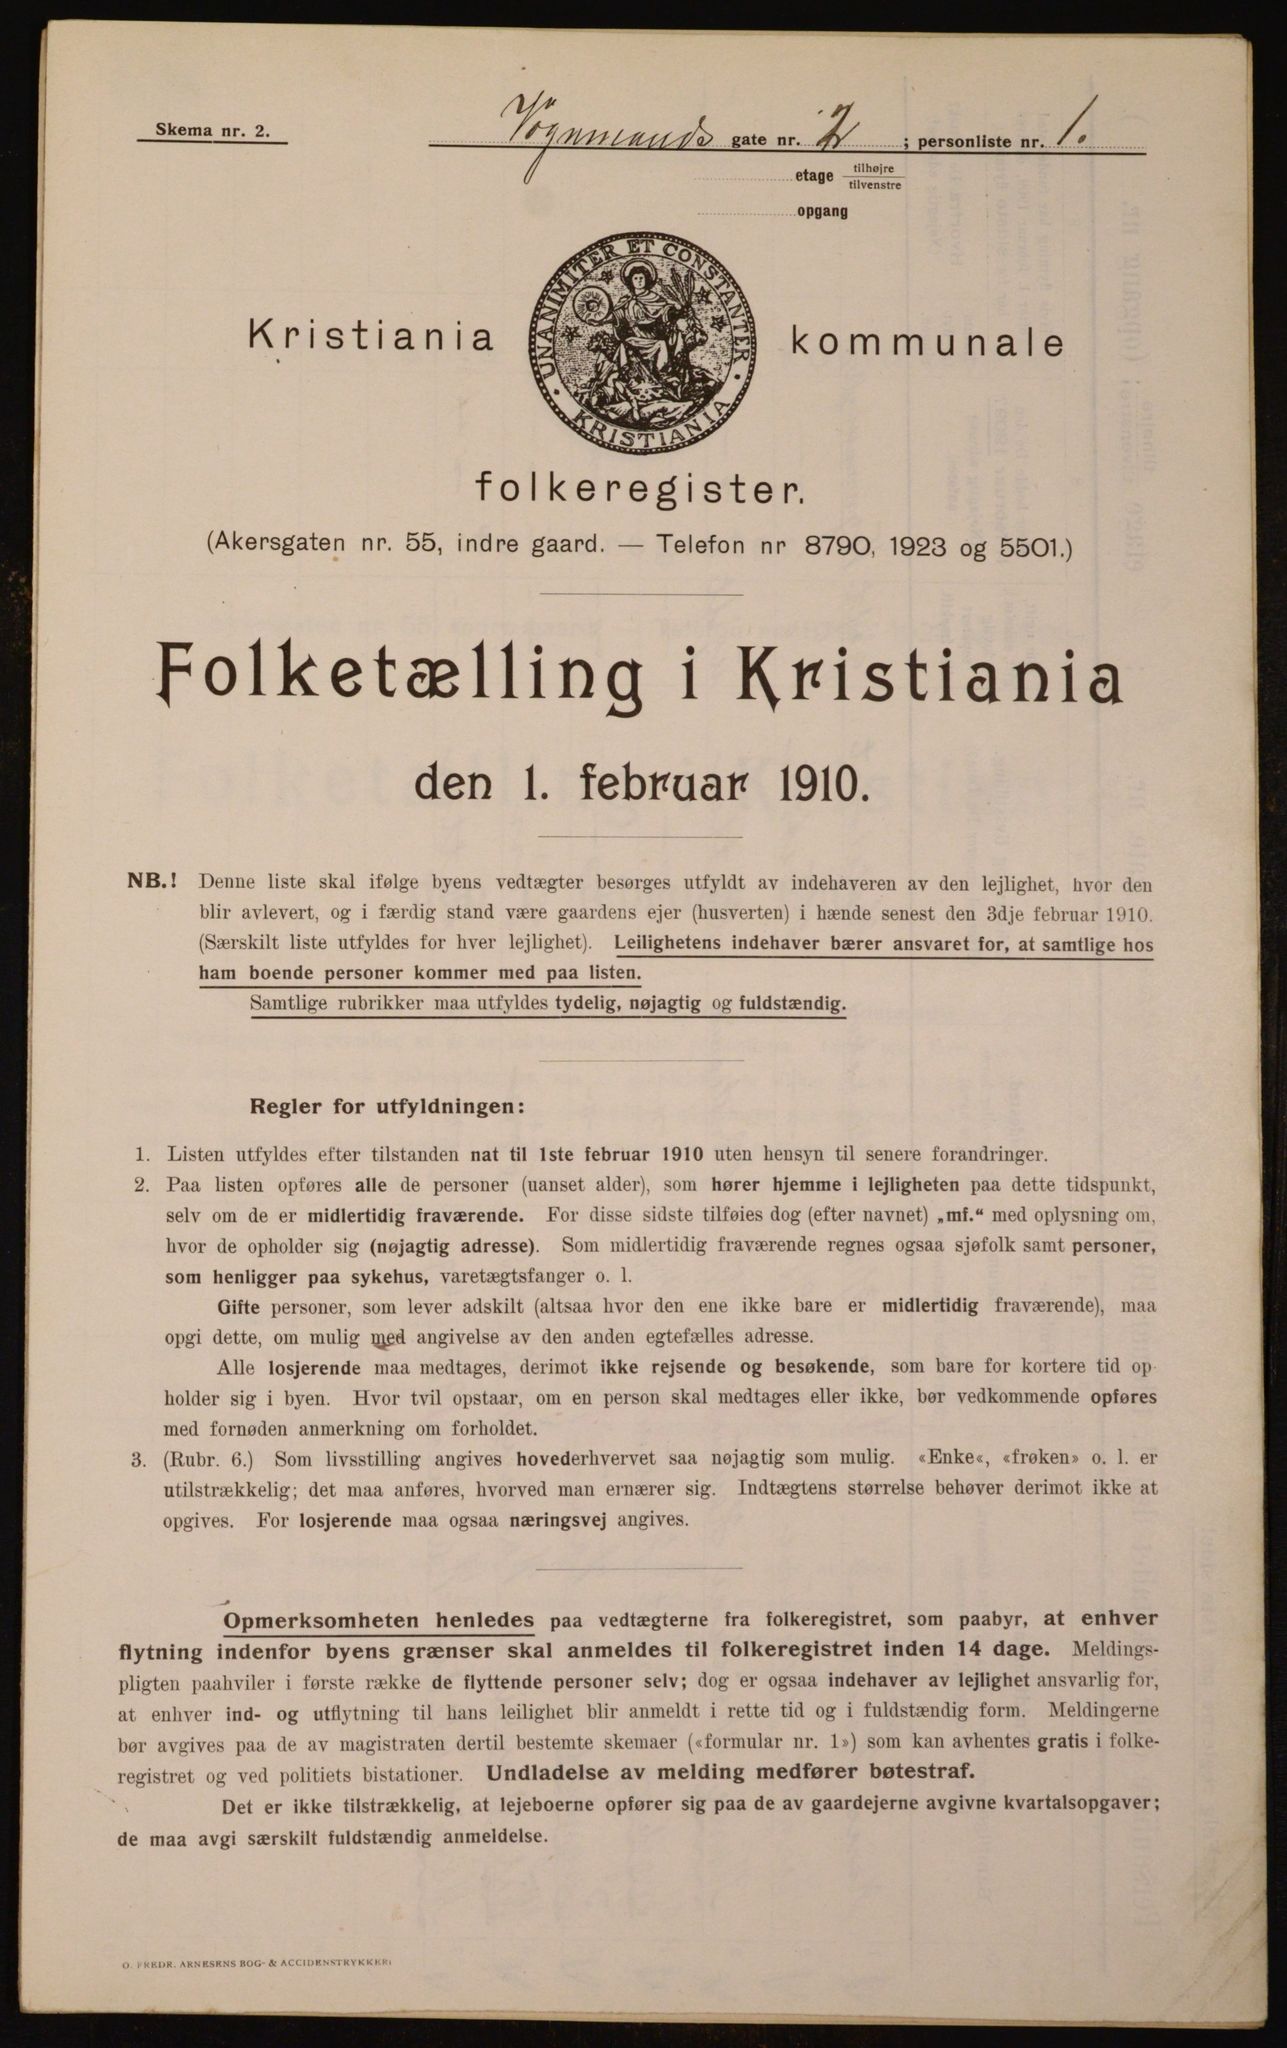 Skema nr. 2.
Vognmands gate nr. 2 ; personliste nr. 1.
etage tilhøjre
tilvenstre
opgang
UNANIMITER ET CONSTANTER
KRISTIANIA
Kristiania kommunale
folkeregister.
(Akersgaten nr. 55, indre gaard. — Telefon nr 8790, 1923 og 5501.)
Folketælling i Kristiania
den 1. februar 1910.
NB.! Denne liste skal ifølge byens vedtægter besørges utfyldt av indehaveren av den lejlighet, hvor den
blir avlevert, og i færdig stand være gaardens ejer (husverten) i hænde senest den 3dje februar 1910.
(Særskilt liste utfyldes for hver lejlighet). Leilighetens indehaver bærer ansvaret for, at samtlige hos
ham boende personer kommer med paa listen.
Samtlige rubrikker maa utfyldes tydelig, nøjagtig og fuldstændig.
Regler for utfyldningen:
1. Listen utfyldes efter tilstanden nat til 1ste februar 1910 uten hensyn til senere forandringer.
2. Paa listen opføres alle de personer (uanset alder), som hører hjemme i lejligheten paa dette tidspunkt,
selv om de er midlertidig fraværende. For disse sidste tilføies dog (efter navnet) „mf.“ med oplysning om,
hvor de opholder sig (nøjagtig adresse). Som midlertidig fraværende regnes ogsaa sjøfolk samt personer,
som henligger paa sykehus, varetægtsfanger o. l.
Gifte personer, som lever adskilt (altsaa hvor den ene ikke bare er midlertidig fraværende), maa
opgi dette, om mulig med angivelse av den anden egtefælles adresse.
Alle losjerende maa medtages, derimot ikke rejsende og besøkende, som bare for kortere tid op-
holder sig i byen. Hvor tvil opstaar, om en person skal medtages eller ikke, bør vedkommende opføres
med fornøden anmerkning om forholdet.
3. (Rubr. 6.) Som livsstilling angives hovederhvervet saa nøjagtig som mulig. «Enke«, «frøken» o. l. er
utilstrækkelig; det maa anføres, hvorved man ernærer sig. Indtægtens størrelse behøver derimot ikke at
opgives. For losjerende maa ogsaa næringsvej angives.
Opmerksomheten henledes paa vedtægterne fra folkeregistret, som paabyr, at enhver
flytning indenfor byens grænser skal anmeldes til folkeregistret inden 14 dage. Meldings-
pligten paahviler i første række de flyttende personer selv; dog er ogsaa indehaver av lejlighet ansvarlig for,
at enhver ind- og utflytning til hans leilighet blir anmeldt i rette tid og i fuldstændig form. Meldingerne
bør avgives paa de av magistraten dertil bestemte skemaer («formular nr. 1») som kan avhentes gratis i folke-
registret og ved politiets bistationer. Undladelse av melding medfører bøtestraf.
Det er ikke tilstrækkelig, at lejeboerne opfører sig paa de av gaardejerne avgivne kvartalsopgaver;
de maa avgi særskilt fuldstændig anmeldelse.
O. FREDR. ARNESENS BOG- & ACCIDENSTRYKKERI